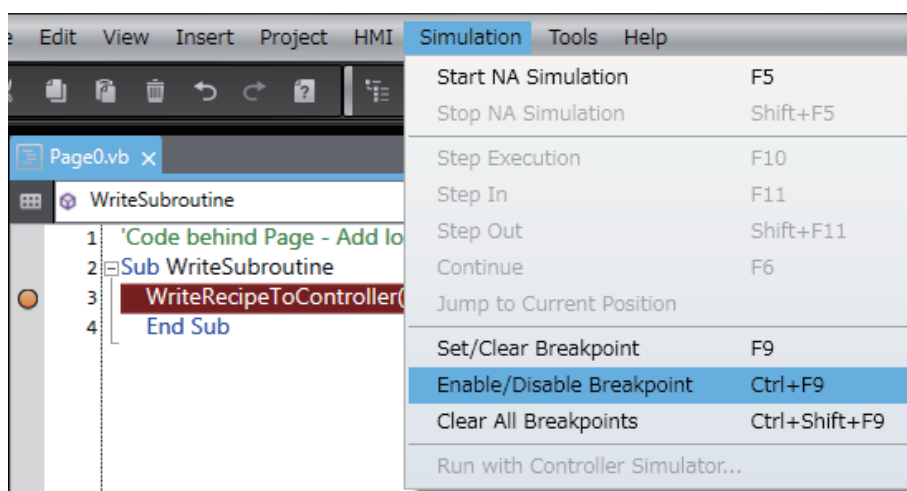 Edit View Insert Project HMI Simulation Tools Help
Start NA Simulation F5
Stop NA Simulation Shift+F5
Page0.vb
Step Execution F10
WriteSubroutine
Step In F11
1 'Code behind Page - Add lo
Step Out Shift+F11
2 Sub WriteSubroutine
Continue F6
3 WriteRecipeToController(
Jump to Current Position
4 End Sub
Set/Clear Breakpoint F9
Enable/Disable Breakpoint Ctrl+F9
Clear All Breakpoints Ctrl+Shift+F9
Run with Controller Simulator...